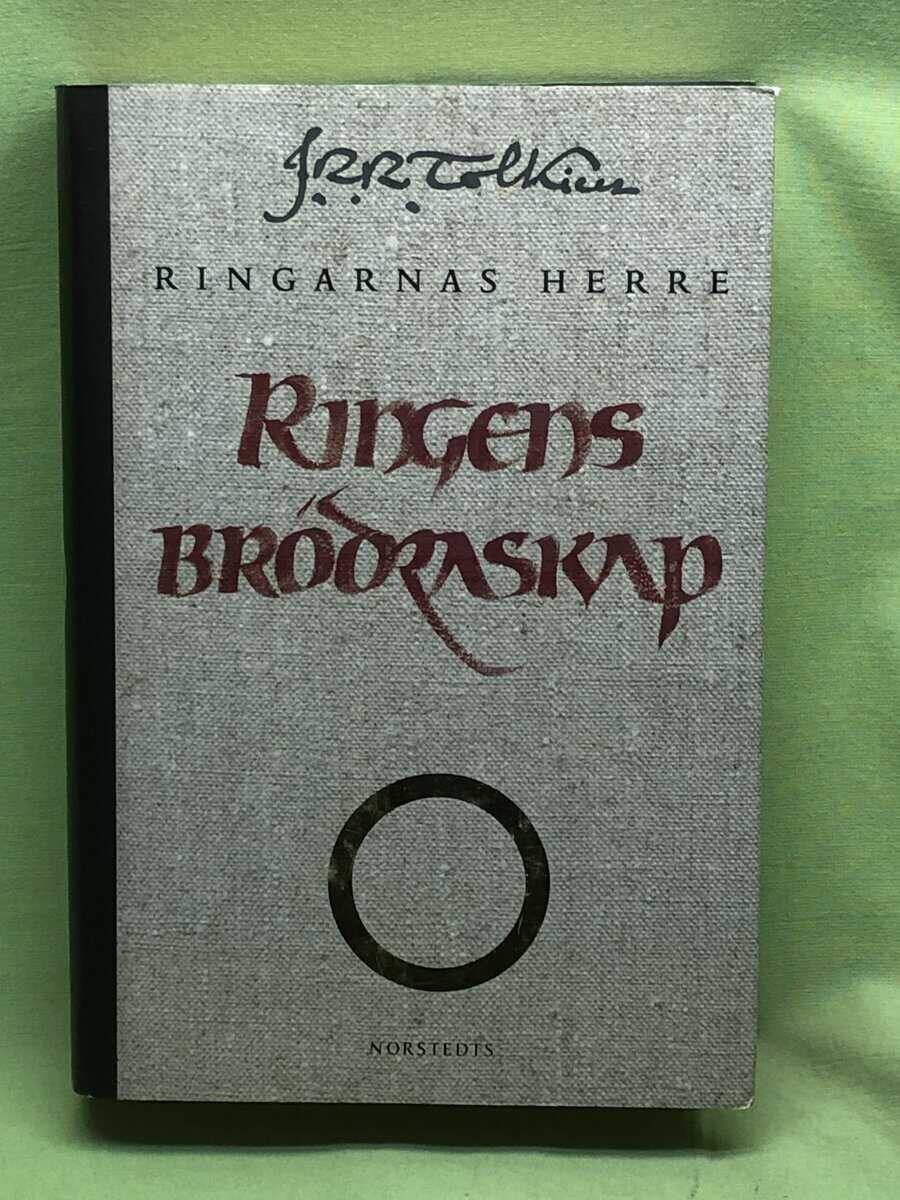 J.R.R. Tolkien
RINGARNAS HERRE
RINGENS
BRÖDRASKAP
NORSTEDTS